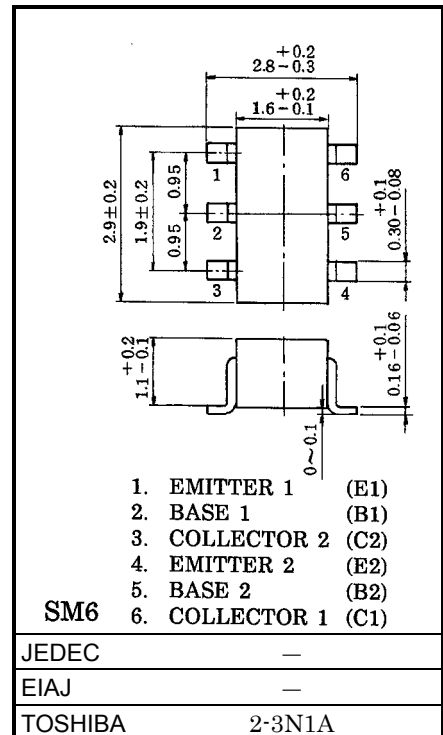 +0.2
2.8-0.3
+0.2
1.6-0.1
1
6
2
5
3
4
2.9±0.2
1.9±0.2
0.95
0.95
+0.1
0.30-0.08
+0.2
1.1-0.1
+0.1
0.16-0.06
0~0.1
1. EMITTER 1 (E1)
2. BASE 1 (B1)
3. COLLECTOR 2 (C2)
4. EMITTER 2 (E2)
5. BASE 2 (B2)
SM6 6. COLLECTOR 1 (C1)
JEDEC —
EIAJ —
TOSHIBA 2-3N1A